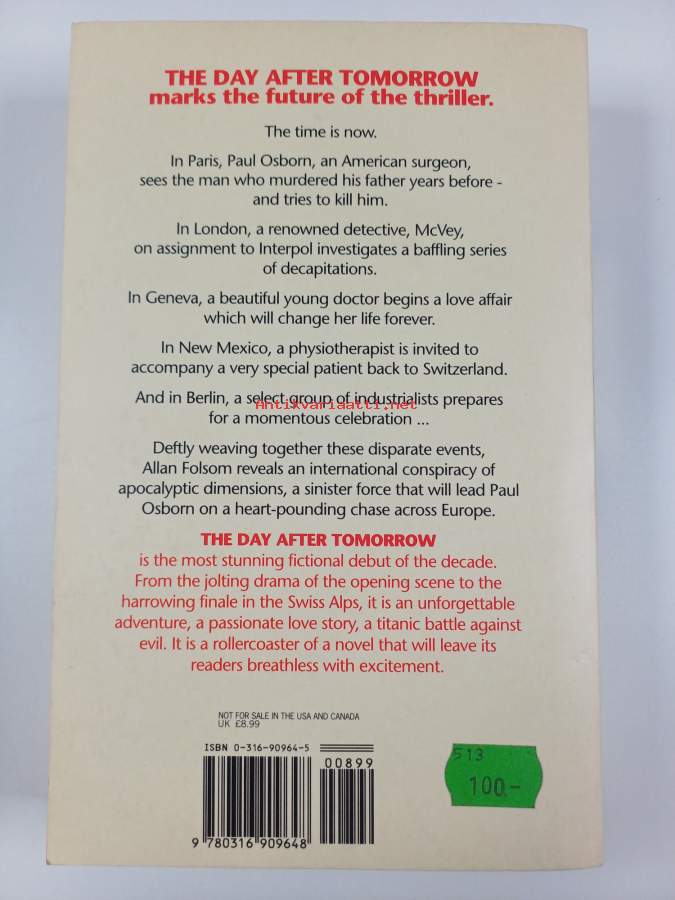 THE DAY AFTER TOMORROW
marks the future of the thriller.
The time is now.
In Paris, Paul Osborn, an American surgeon,
sees the man who murdered his father years before -
and tries to kill him.
In London, a renowned detective, McVey,
on assignment to Interpol investigates a baffling series
of decapitations.
In Geneva, a beautiful young doctor begins a love affair
which will change her life forever.
In New Mexico, a physiotherapist is invited to
accompany a very special patient back to Switzerland.
And in Berlin, a select group of industrialists prepares
Antikvariaatti.net
for a momentous celebration ...
Deftly weaving together these disparate events,
Allan Folsom reveals an international conspiracy of
apocalyptic dimensions, a sinister force that will lead Paul
Osborn on a heart-pounding chase across Europe.
THE DAY AFTER TOMORROW
is the most stunning fictional debut of the decade.
From the jolting drama of the opening scene to the
harrowing finale in the Swiss Alps, it is an unforgettable
adventure, a passionate love story, a titanic battle against
evil. It is a rollercoaster of a novel that will leave its
readers breathless with excitement.
NOT FOR SALE IN THE USA AND CANADA
UK £8.99
ISBN 0-316-90964-5
00899
9 780316 909648
513
100.-